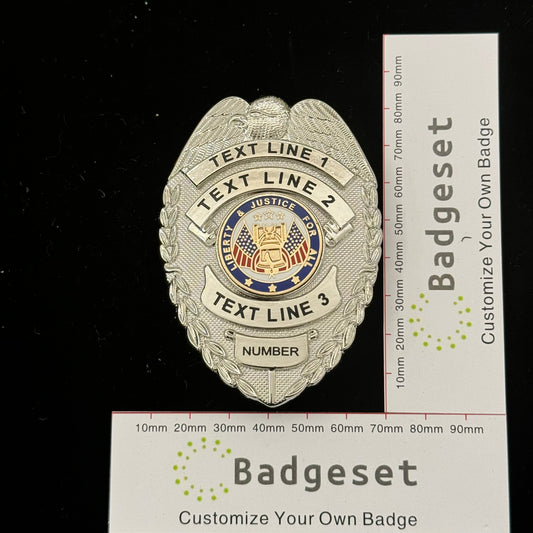 TEXT LINE 1
TEXT LINE 2
LIBERTY & JUSTICE FOR ALL
TEXT LINE 3
NUMBER
90mm
80mm
70mm
60mm
50mm
40mm
30mm
20mm
10mm
Badgeset
Customize Your Own Badge
10mm 20mm 30mm 40mm 50mm 60mm 70mm 80mm 90mm
Badgeset
Customize Your Own Badge